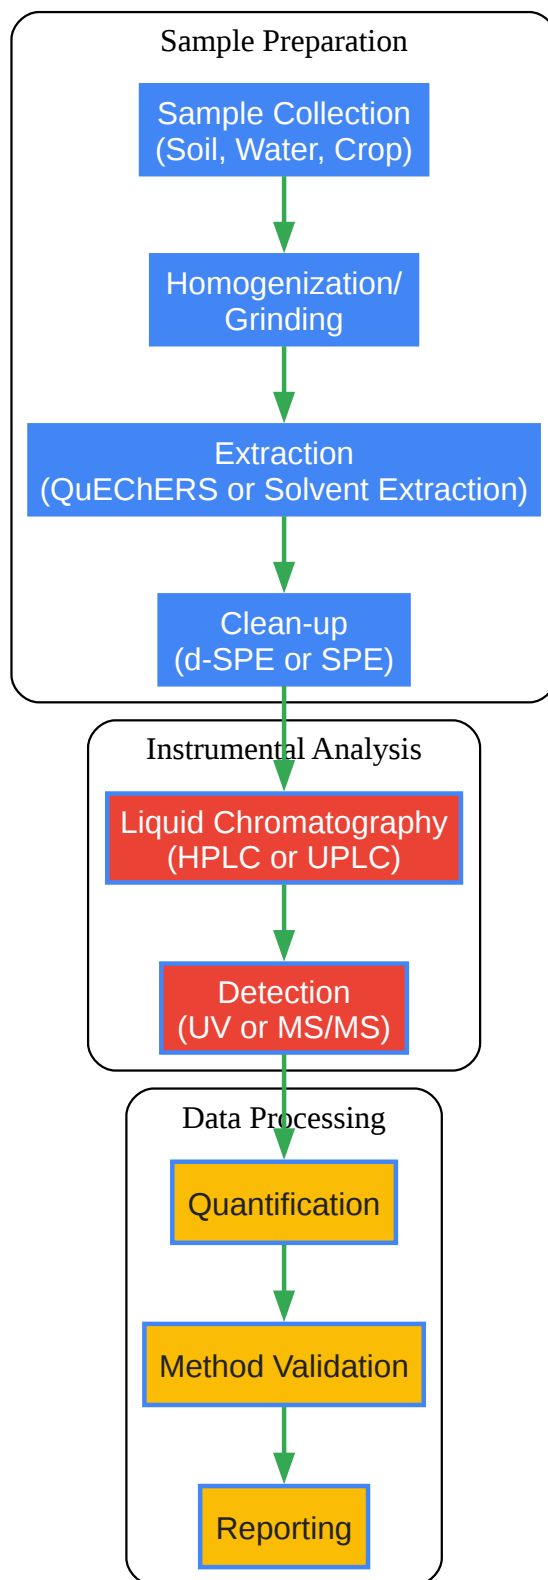 Sample Preparation
Sample Collection
(Soil, Water, Crop)
Homogenization/
Grinding
Extraction
(QuEChERS or Solvent Extraction)
Clean-up
(d-SPE or SPE)
Instrumental Analysis
Liquid Chromatography
(HPLC or UPLC)
Detection
(UV or MS/MS)
Data Processing
Quantification
Method Validation
Reporting